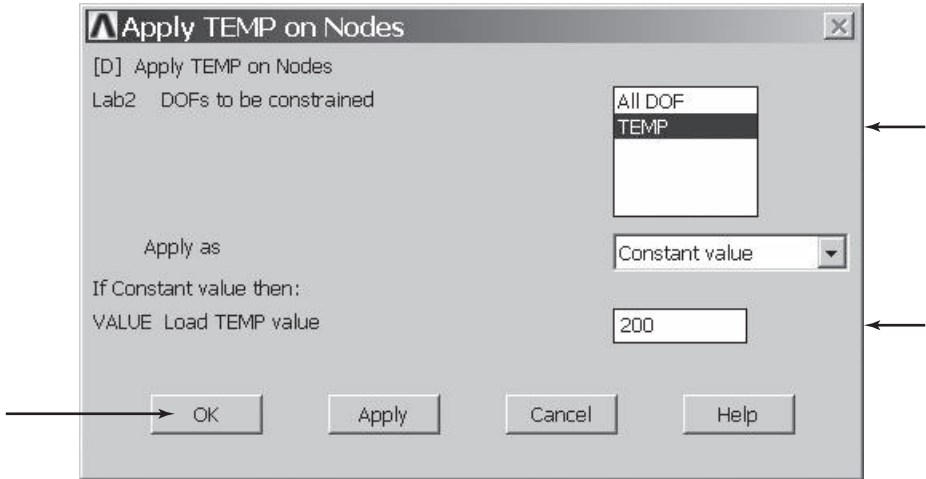 Apply TEMP on Nodes
[D] Apply TEMP on Nodes
Lab2 DOFs to be constrained
All DOF
TEMP
Apply as
Constant value
If Constant value then:
VALUE Load TEMP value
200
OK
Apply
Cancel
Help